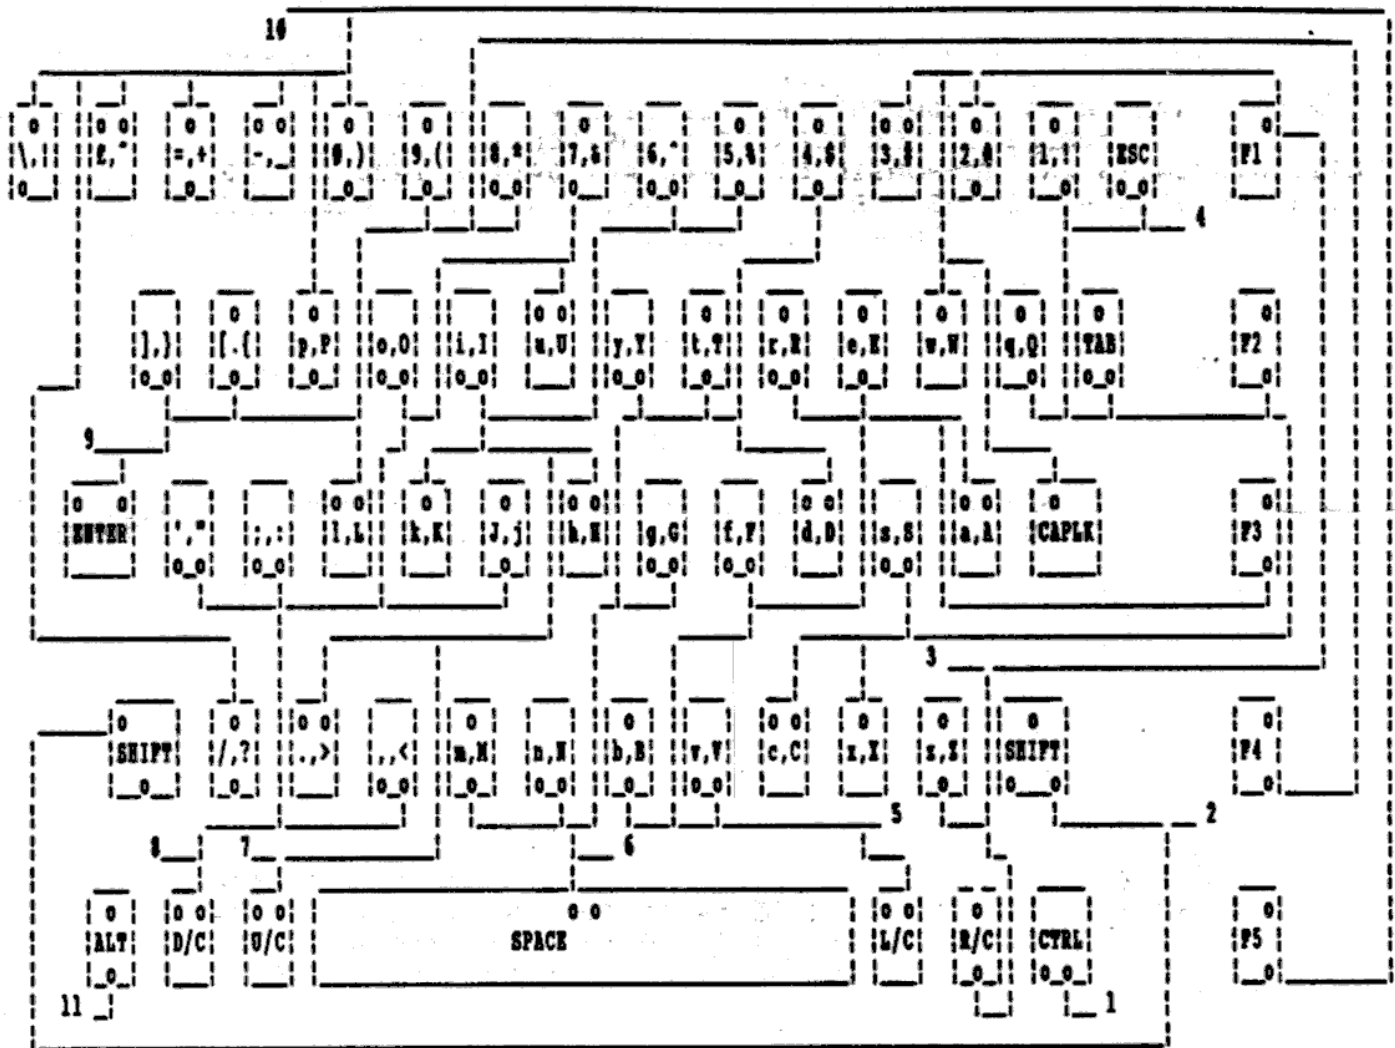 10
\,! £,^ =,+ -,_ 0,) 9,( 8,* 7,& 6,^ 5,% 4,$ 3,# 2,@ 1,! ESC F1
4
],} [.{ p,P o,O i,I u,U y,Y t,T r,R e,E w,W q,Q TAB F2
9
ENTER '," ;,: l,L k,K J,j h,H g,G f,F d,D s,S a,A CAPLK F3
3
SHIFT /,? .,> ,,< m,M n,N b,B v,V c,C x,X z,Z SHIFT F4
8 7 6 5 2
ALT D/C U/C SPACE L/C R/C CTRL F5
11 1